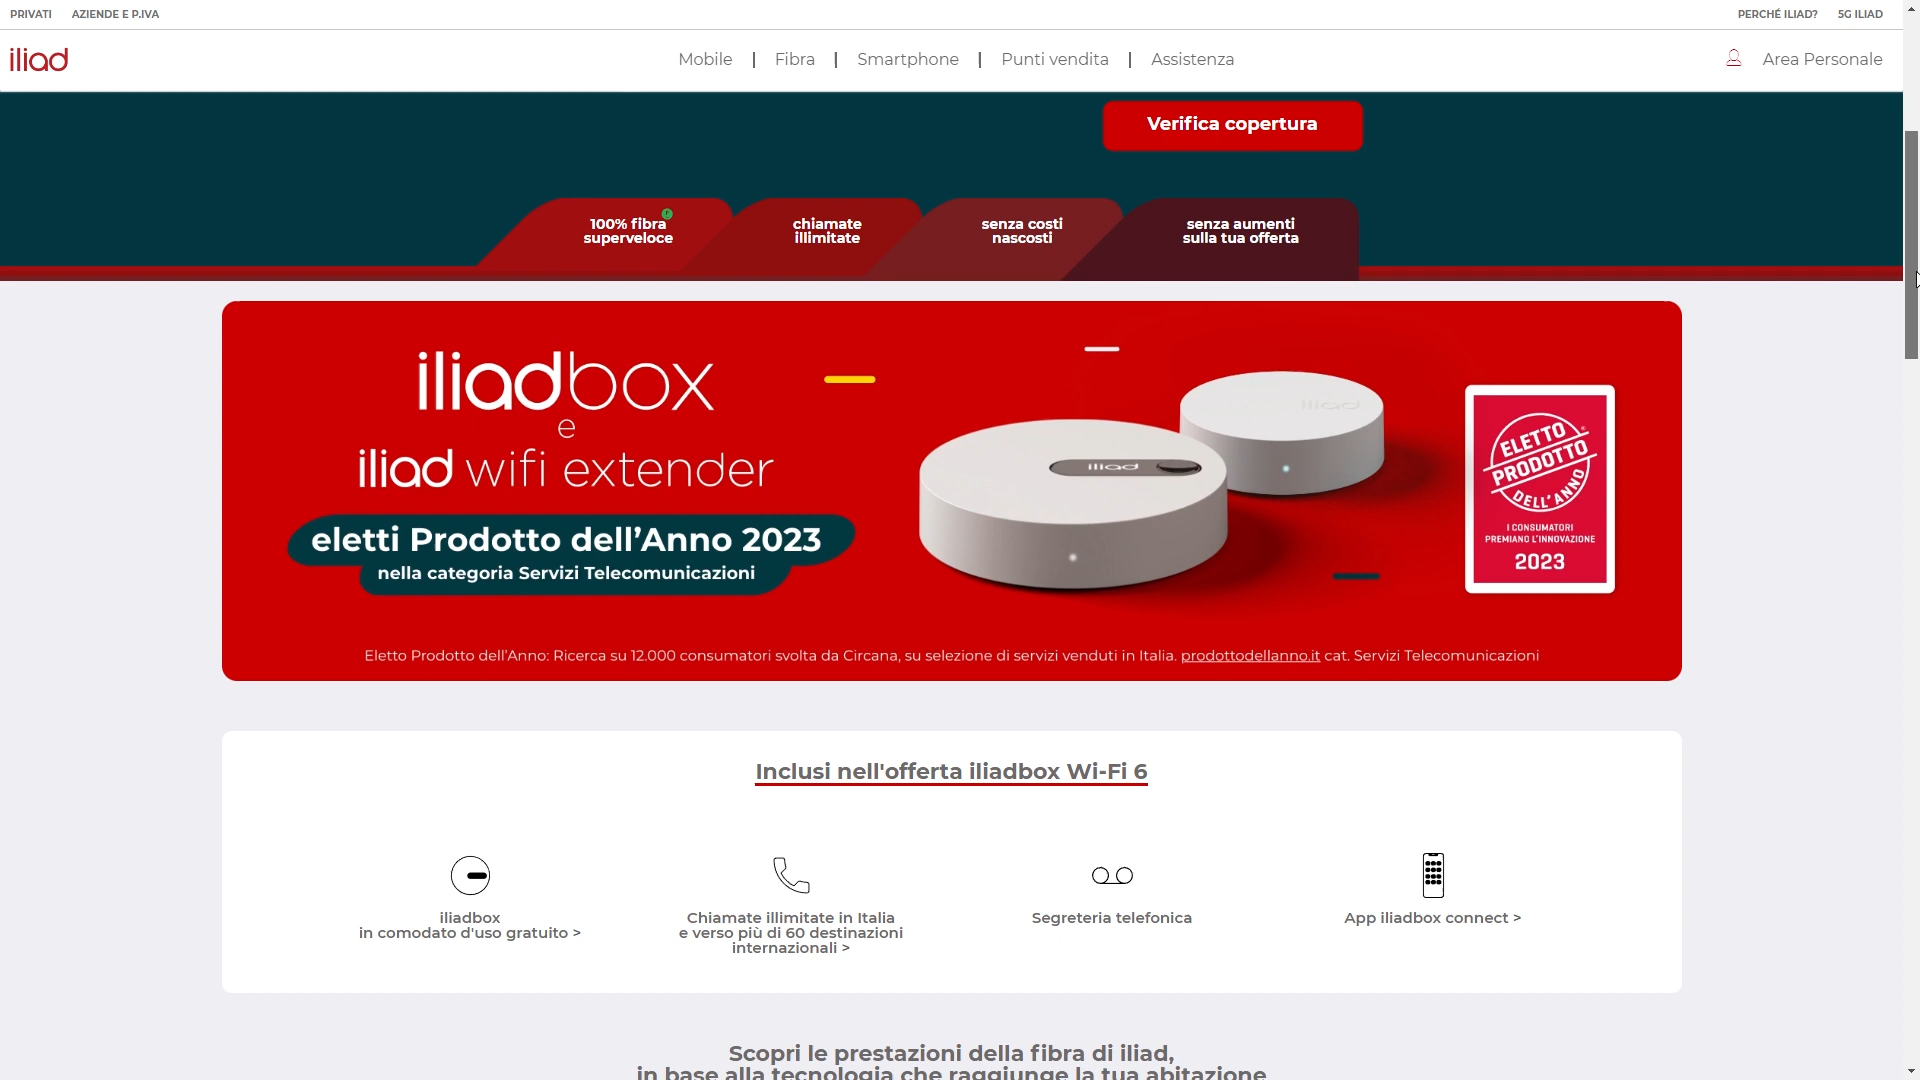 PRIVATI AZIENDE E P.IVA PERCHÉ ILIAD? 5G ILIAD
iliad Mobile | Fibra | Smartphone | Punti vendita | Assistenza Area Personale
Verifica copertura
100% fibra
superveloce
chiamate
illimitate
senza costi
nascosti
senza aumenti
sulla tua offerta
iliadbox
e
iliad wifi extender
eletti Prodotto dell'Anno 2023
nella categoria Servizi Telecomunicazioni
iliad
iliad
ELETTO
PRODOTTO
DELL'ANNO
I CONSUMATORI
PREMIANO L'INNOVAZIONE
2023
Eletto Prodotto dell'Anno: Ricerca su 12.000 consumatori svolta da Circana, su selezione di servizi venduti in Italia. prodottodellanno.it cat. Servizi Telecomunicazioni
Inclusi nell'offerta iliadbox Wi-Fi 6
iliadbox
in comodato d'uso gratuito >
Chiamate illimitate in Italia
e verso più di 60 destinazioni
internazionali >
Segreteria telefonica
App iliadbox connect >
Scopri le prestazioni della fibra di iliad,
in base alla tecnologia che raggiunge la tua abitazione